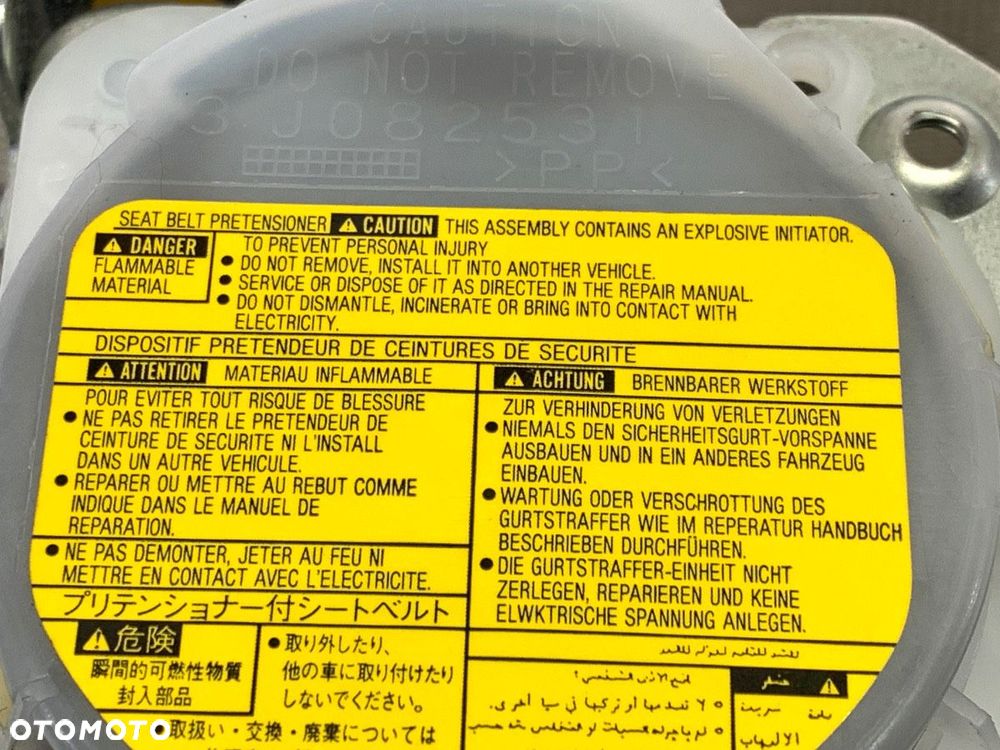 CAUTION
DO NOT REMOVE
3 J082531
>PP<
SEAT BELT PRETENSIONER CAUTION THIS ASSEMBLY CONTAINS AN EXPLOSIVE INITIATOR.
DANGER
FLAMMABLE
MATERIAL
TO PREVENT PERSONAL INJURY
● DO NOT REMOVE, INSTALL IT INTO ANOTHER VEHICLE.
● SERVICE OR DISPOSE OF IT AS DIRECTED IN THE REPAIR MANUAL.
● DO NOT DISMANTLE, INCINERATE OR BRING INTO CONTACT WITH
ELECTRICITY.
DISPOSITIF PRETENDEUR DE CEINTURES DE SECURITE
ATTENTION MATERIAU INFLAMMABLE
POUR EVITER TOUT RISQUE DE BLESSURE
● NE PAS RETIRER LE PRETENDEUR DE
CEINTURE DE SECURITE NI L'INSTALL
DANS UN AUTRE VEHICULE.
● REPARER OU METTRE AU REBUT COMME
INDIQUE DANS LE MANUEL DE
REPARATION.
● NE PAS DEMONTER, JETER AU FEU NI
METTRE EN CONTACT AVEC L'ELECTRICITE.
ACHTUNG BRENNBARER WERKSTOFF
ZUR VERHINDERUNG VON VERLETZUNGEN
● NIEMALS DEN SICHERHEITSGURT-VORSPANNE
AUSBAUEN UND IN EIN ANDERES FAHRZEUG
EINBAUEN.
● WARTUNG ODER VERSCHROTTUNG DES
GURTSTRAFFER WIE IM REPERATUR HANDBUCH
BESCHRIEBEN DURCHFÜHREN.
● DIE GURTSTRAFFER-EINHEIT NICHT
ZERLEGEN, REPARIEREN UND KEINE
ELWKTRISCHE SPANNUNG ANLEGEN.
プリテンショナー付シートベルト
危険
瞬間的可燃性物質
封入部品
● 取り外したり、
他の車に取り付けたり
しないでください。
● 取扱い・交換・廃棄については
خطر
OTOMOTO